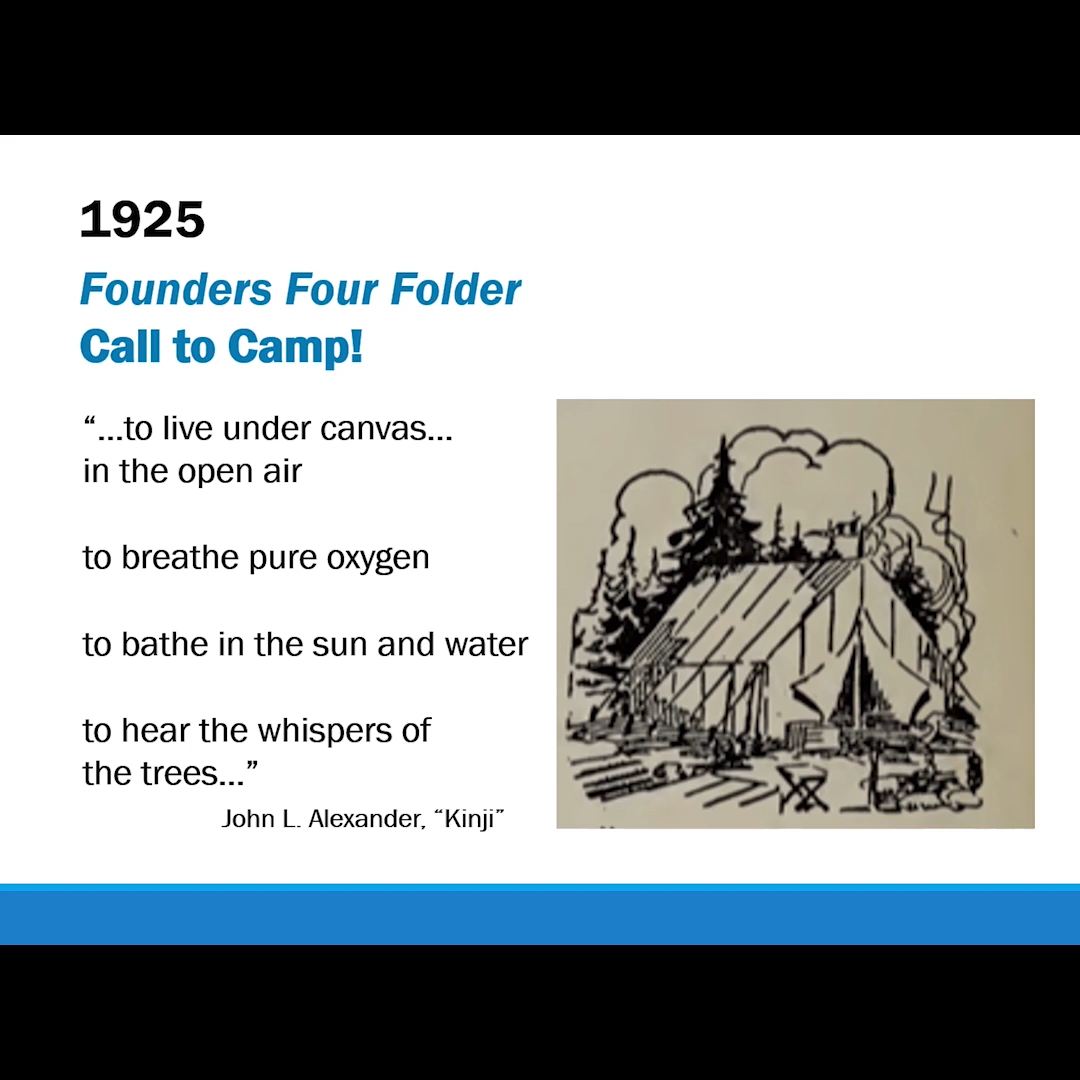 1925
Founders Four Folder
Call to Camp!
“...to live under canvas...
in the open air
to breathe pure oxygen
to bathe in the sun and water
to hear the whispers of
the trees...”
John L. Alexander, “Kinji”